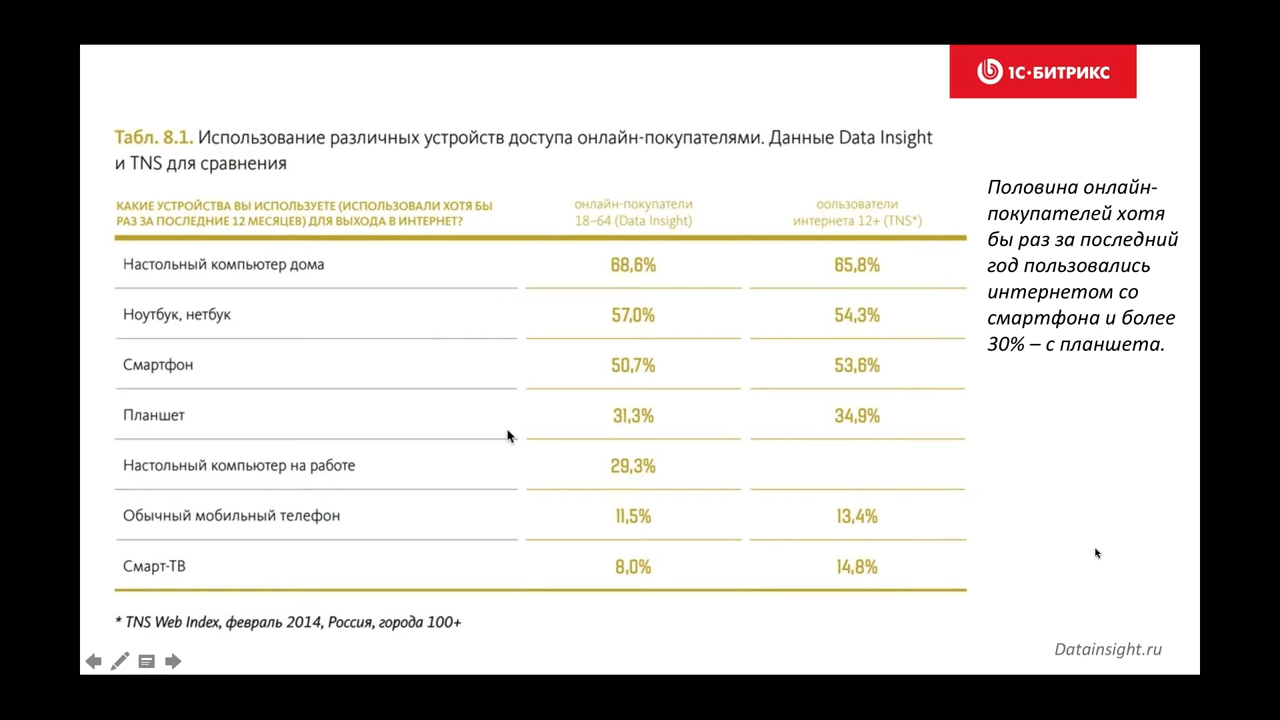 1С·БИТРИКС
Табл. 8.1. Использование различных устройств доступа онлайн-покупателями. Данные Data Insight
и TNS для сравнения
КАКИЕ УСТРОЙСТВА ВЫ ИСПОЛЬЗУЕТЕ (ИСПОЛЬЗОВАЛИ ХОТЯ БЫ
РАЗ ЗА ПОСЛЕДНИЕ 12 МЕСЯЦЕВ) ДЛЯ ВЫХОДА В ИНТЕРНЕТ?
онлайн-покупатели
18–64 (Data Insight)
оользователи
интернета 12+ (TNS*)
Настольный компьютер дома 68,6% 65,8%
Ноутбук, нетбук 57,0% 54,3%
Смартфон 50,7% 53,6%
Планшет 31,3% 34,9%
Настольный компьютер на работе 29,3%
Обычный мобильный телефон 11,5% 13,4%
Смарт-ТВ 8,0% 14,8%
* TNS Web Index, февраль 2014, Россия, города 100+
Половина онлайн-
покупателей хотя
бы раз за последний
год пользовались
интернетом со
смартфона и более
30% – с планшета.
Datainsight.ru